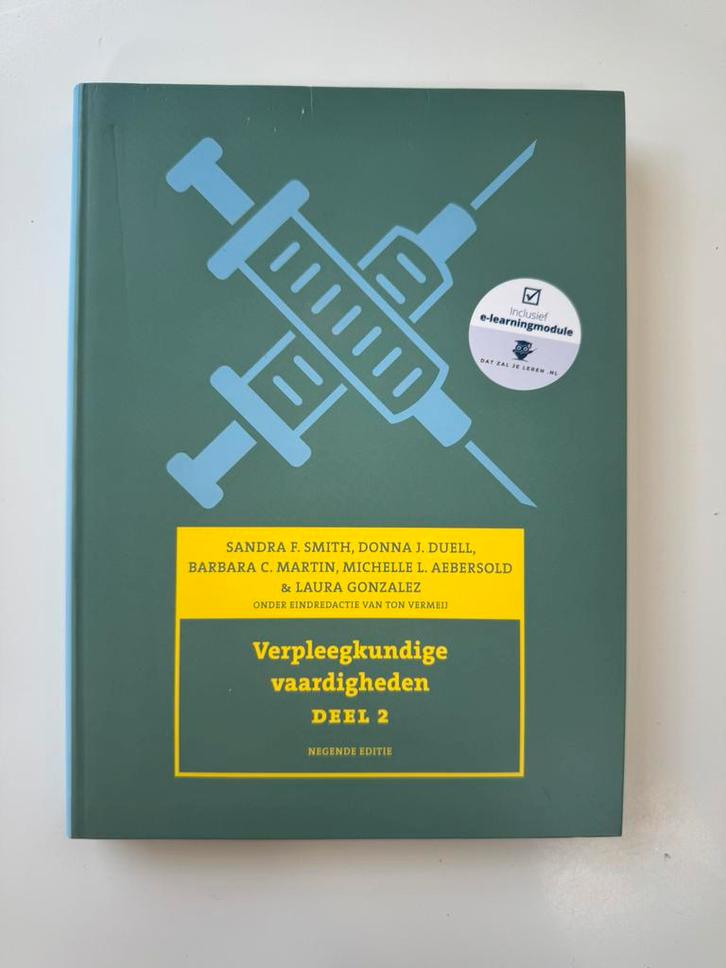 Inclusief
e-learningmodule
DAT ZAL JE LEREN .NL
SANDRA F. SMITH, DONNA J. DUELL,
BARBARA C. MARTIN, MICHELLE L. AEBERSOLD
& LAURA GONZALEZ
ONDER EINDREDACTIE VAN TON VERMEIJ
Verpleegkundige
vaardigheden
DEEL 2
NEGENDE EDITIE